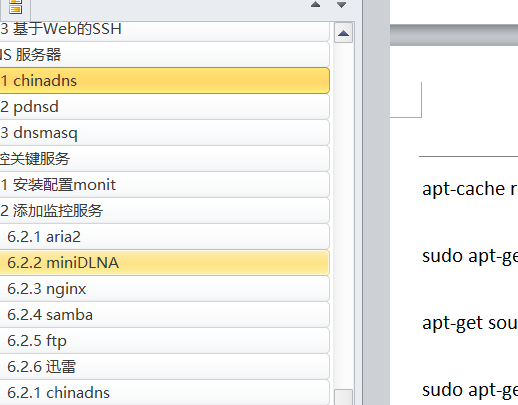 3 基于Web的SSH
NS 服务器
1 chinadns
2 pdnsd
3 dnsmasq
控关键服务
1 安装配置monit
2 添加监控服务
6.2.1 aria2
6.2.2 miniDLNA
6.2.3 nginx
6.2.4 samba
6.2.5 ftp
6.2.6 迅雷
6.2.1 chinadns
apt-cache r
sudo apt-ge
apt-get sou
sudo apt-ge